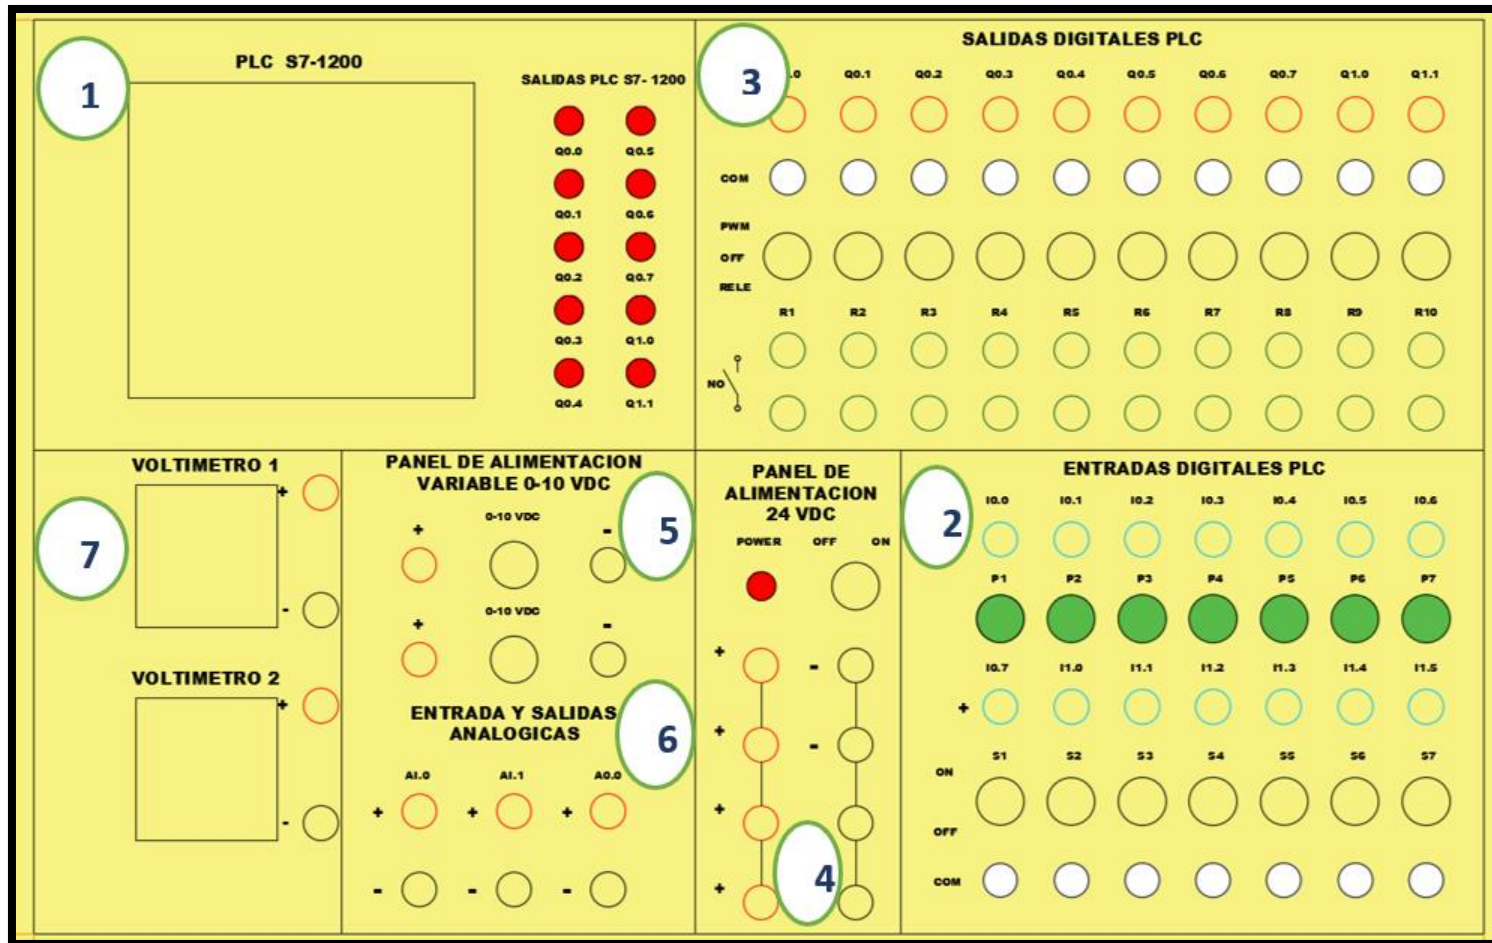 1
PLC S7-1200
SALIDAS PLC S7- 1200
Q0.0 Q0.5
Q0.1 Q0.6
Q0.2 Q0.7
Q0.3 Q1.0
Q0.4 Q1.1
3
SALIDAS DIGITALES PLC
.0 Q0.1 Q0.2 Q0.3 Q0.4 Q0.5 Q0.6 Q0.7 Q1.0 Q1.1
COM
PWM
OFF
RELE
R1 R2 R3 R4 R5 R6 R7 R8 R9 R10
NO
7
VOLTIMETRO 1
+
-
VOLTIMETRO 2
+
-
PANEL DE ALIMENTACION
VARIABLE 0-10 VDC
5
+ 0-10 VDC -
+ 0-10 VDC -
ENTRADA Y SALIDAS
ANALOGICAS
6
AI.0 AI.1 A0.0
+ + +
- - -
PANEL DE
ALIMENTACION
24 VDC
POWER OFF ON
+ -
+ -
+
+
4
2
ENTRADAS DIGITALES PLC
I0.0 I0.1 I0.2 I0.3 I0.4 I0.5 I0.6
P1 P2 P3 P4 P5 P6 P7
I0.7 I1.0 I1.1 I1.2 I1.3 I1.4 I1.5
+
S1 S2 S3 S4 S5 S6 S7
ON
OFF
COM